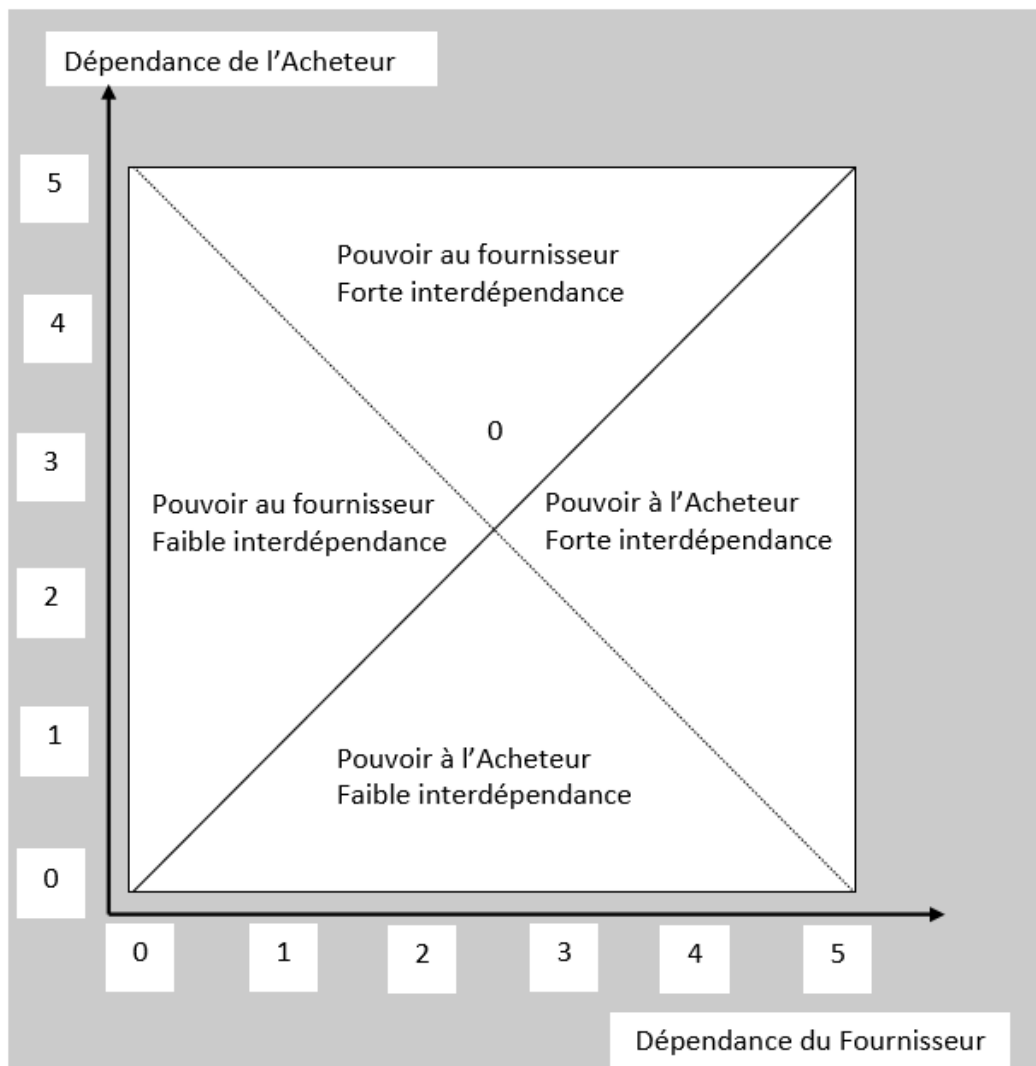 Dépendance de l’Acheteur
5
Pouvoir au fournisseur
Forte interdépendance
4
0
3
Pouvoir au fournisseur
Faible interdépendance
Pouvoir à l’Acheteur
Forte interdépendance
2
1
Pouvoir à l’Acheteur
Faible interdépendance
0
0 1 2 3 4 5
Dépendance du Fournisseur